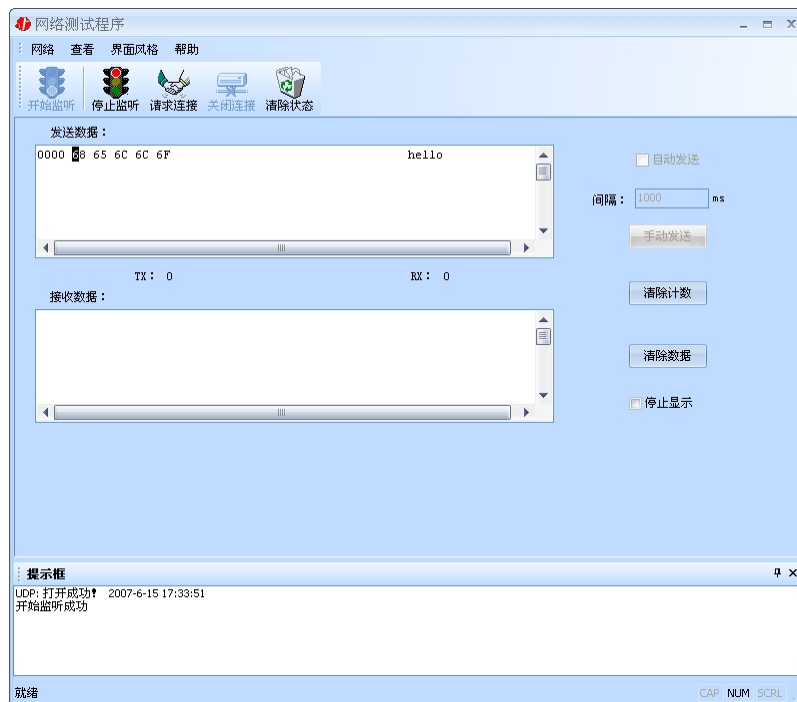 网络测试程序
网络 查看 界面风格 帮助
开始监听 停止监听 请求连接 关闭连接 清除状态
发送数据：
0000 68 65 6C 6C 6F hello
自动发送
间隔： 1000 ms
手动发送
TX： 0 RX： 0
清除计数
接收数据：
清除数据
停止显示
提示框
UDP: 打开成功! 2007-6-15 17:33:51
开始监听成功
就绪 CAP NUM SCRL